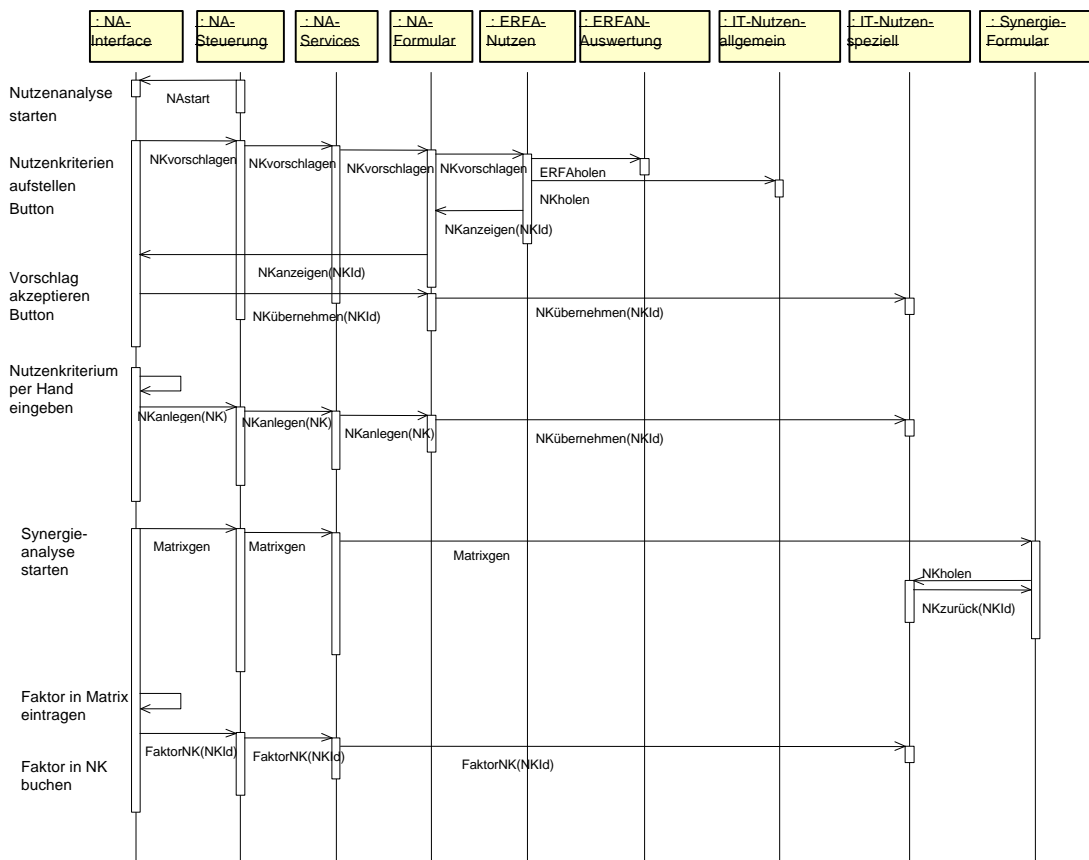 : NA-
Interface
: NA-
Steuerung
: NA-
Services
: NA-
Formular
: ERFA-
Nutzen
: ERFAN-
Auswertung
: IT-Nutzen-
allgemein
: IT-Nutzen-
speziell
: Synergie-
Formular
Nutzenanalyse
starten
NAstart
Nutzenkriterien
aufstellen
Button
NKvorschlagen
NKvorschlagen
NKvorschlagen
NKvorschlagen
ERFAholen
NKholen
NKanzeigen(NKId)
NKanzeigen(NKId)
Vorschlag
akzeptieren
Button
NKübernehmen(NKId)
NKübernehmen(NKId)
Nutzenkriterium
per Hand
eingeben
NKanlegen(NK)
NKanlegen(NK)
NKanlegen(NK)
NKübernehmen(NKId)
Synergie-
analyse
starten
Matrixgen
Matrixgen
Matrixgen
NKholen
NKzurück(NKId)
Faktor in Matrix
eintragen
FaktorNK(NKId)
FaktorNK(NKId)
FaktorNK(NKId)
Faktor in NK
buchen